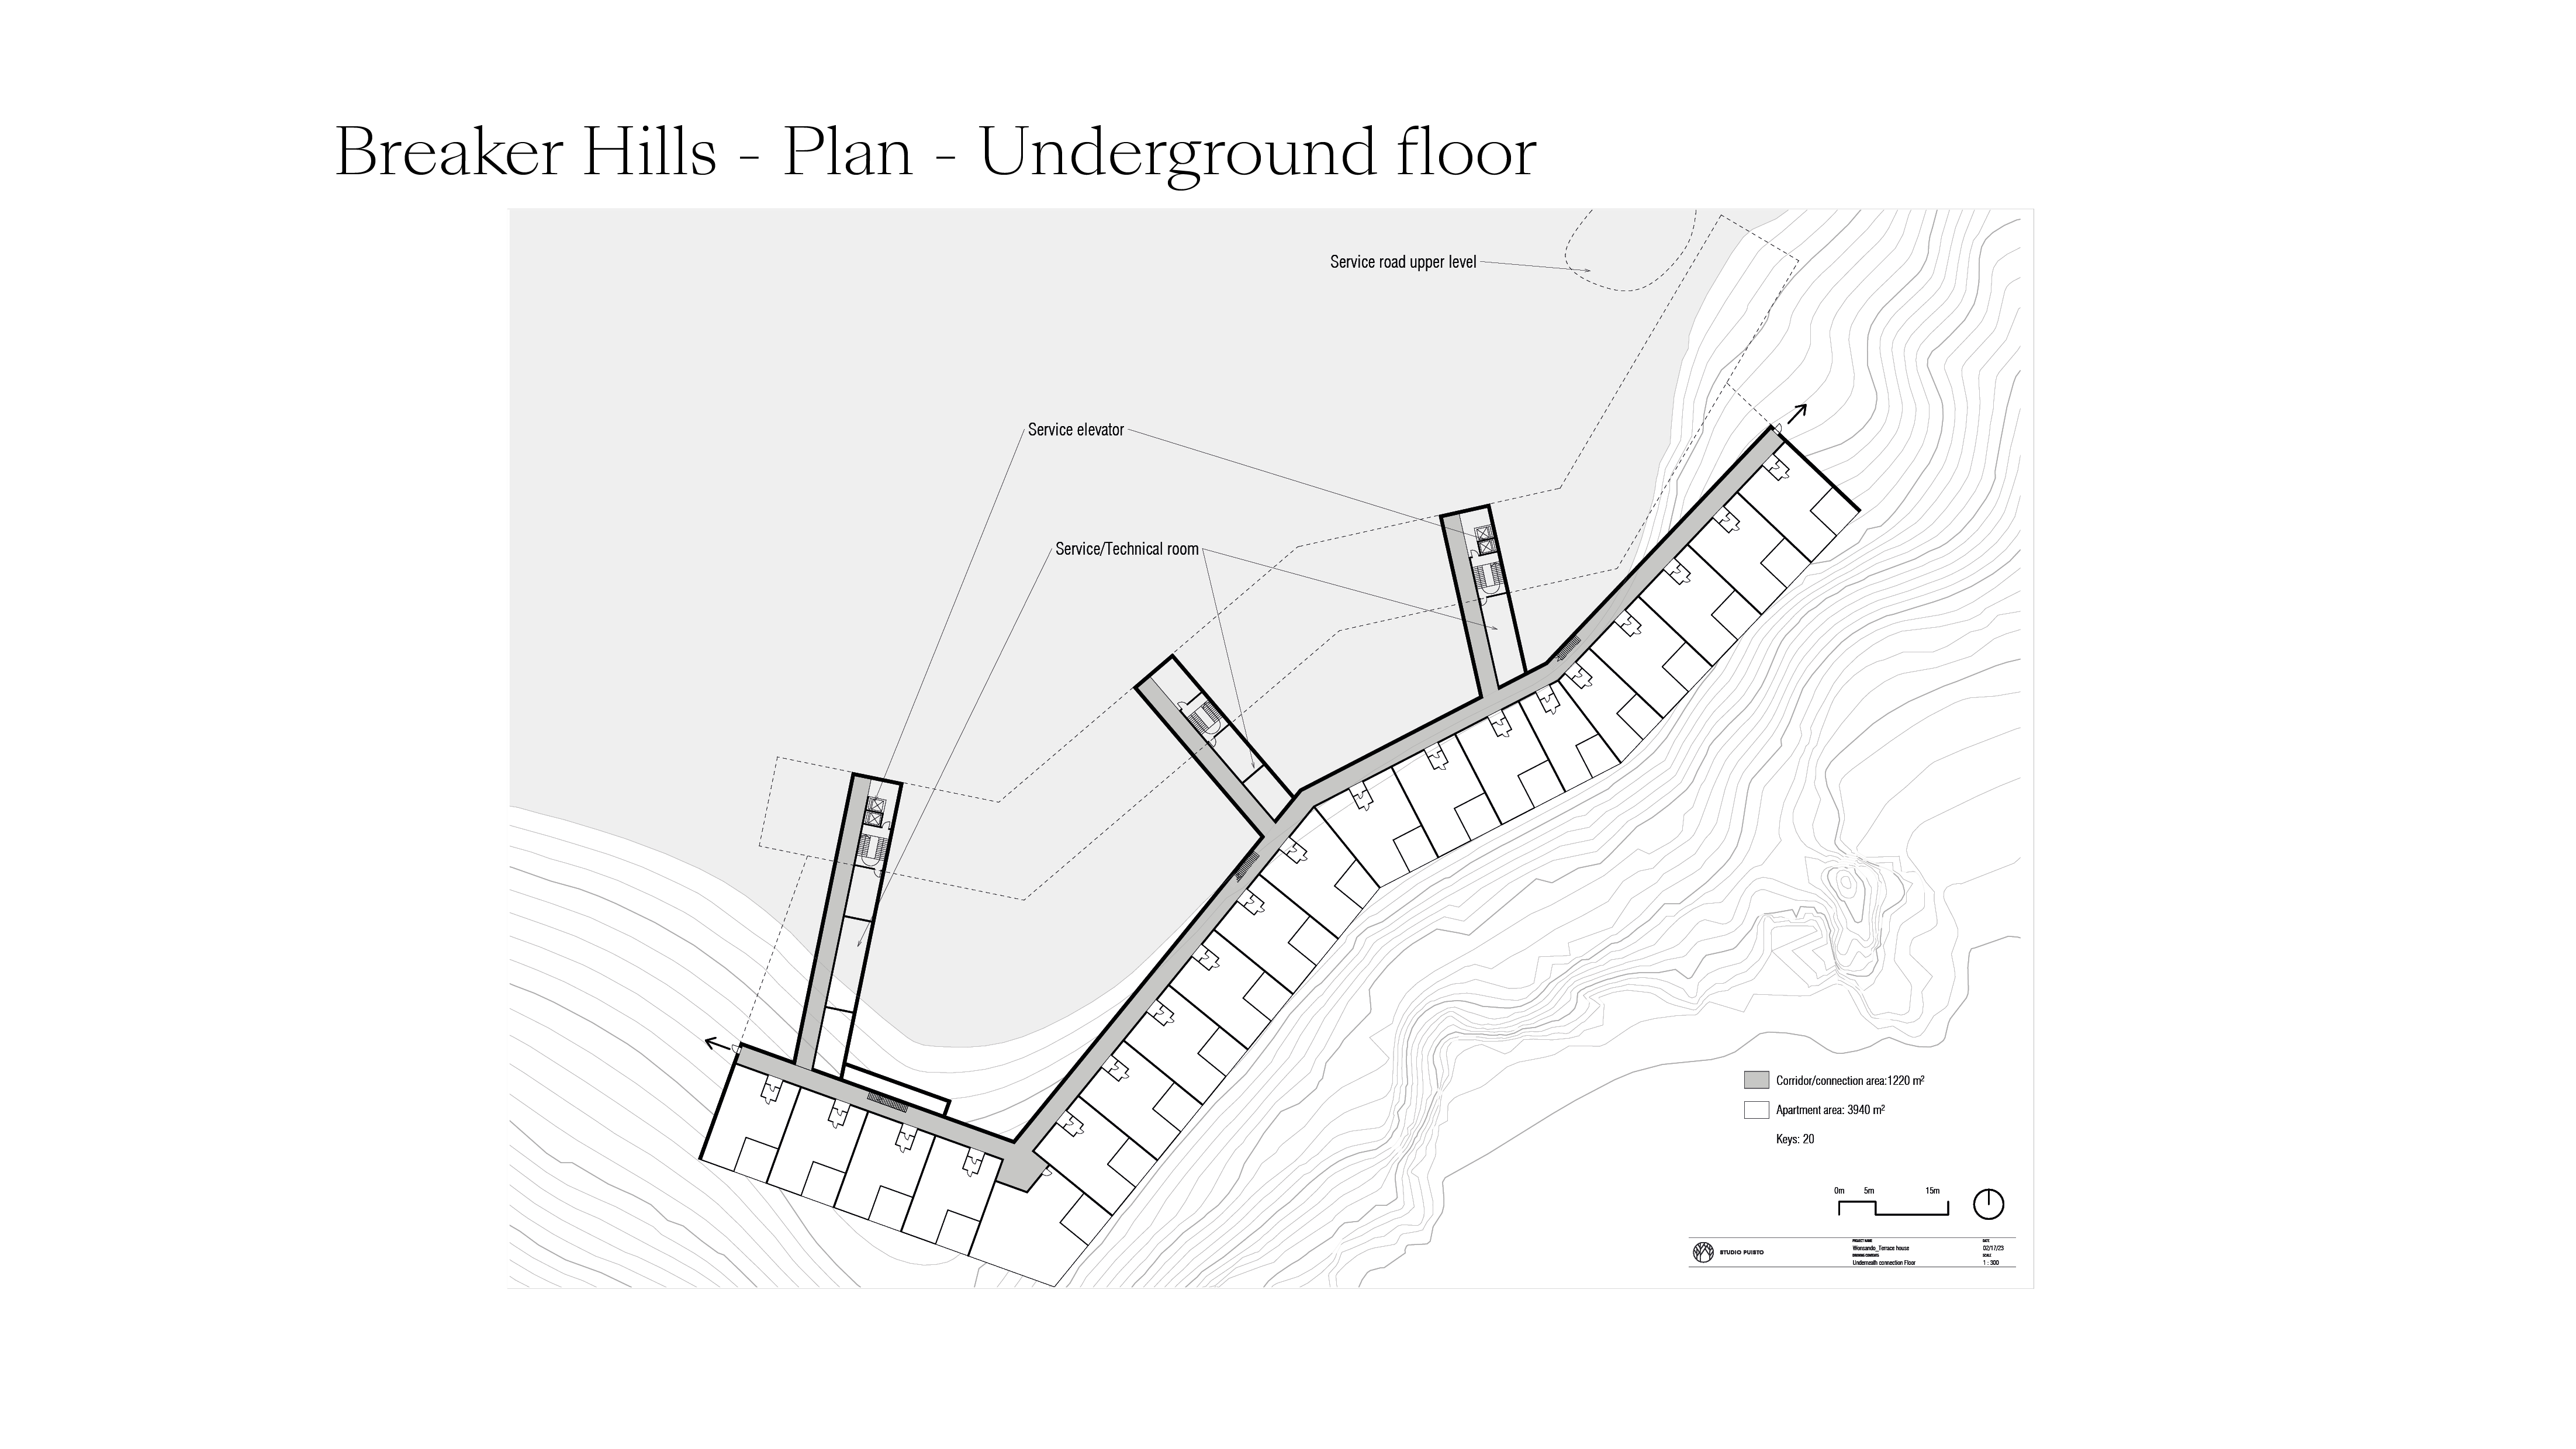 Breaker Hills - Plan - Underground floor
Service road upper level
Service elevator
Service/Technical room
Corridor/connection area:1220 m²
Apartment area: 3940 m²
Keys: 20
0m 5m 15m
STUDIO PUISTO
PROJECT NAME
Wonsando_Terrace house
DRAWING CONTENTS
Underneath connection Floor
DATE
02/17/23
SCALE
1 : 300